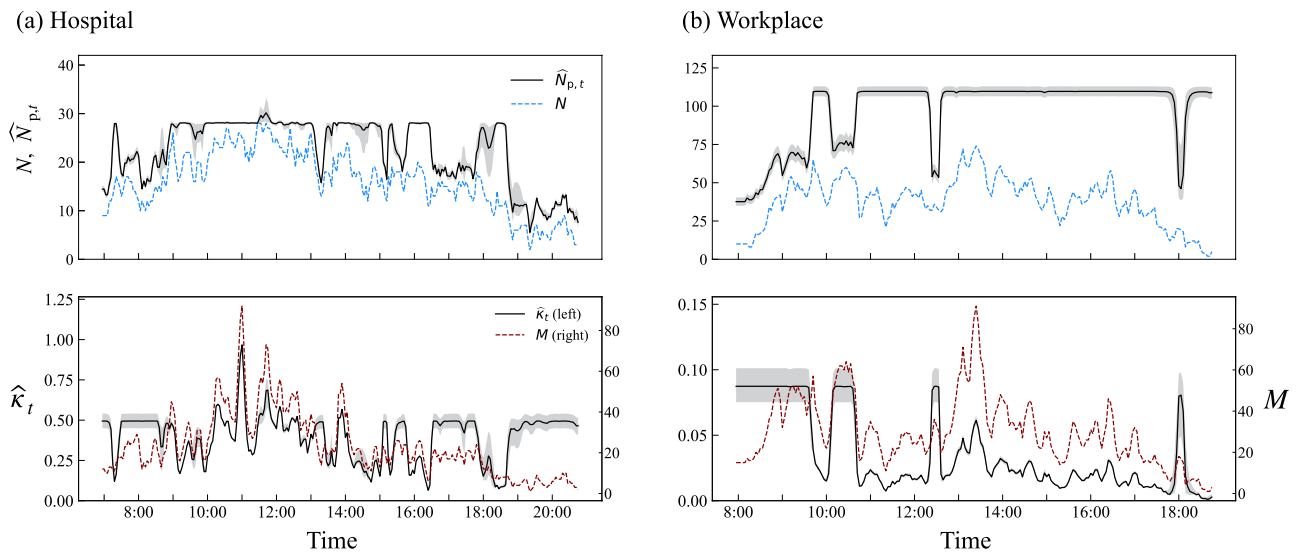 (a) Hospital
(b) Workplace
N, N̂p,t
40
30
20
10
0
N̂p,t
N
125
100
75
50
25
0
κ̂t
1.25
1.00
0.75
0.50
0.25
0.00
κ̂t (left)
M (right)
80
60
40
20
0
8:00 10:00 12:00 14:00 16:00 18:00 20:00
Time
0.15
0.10
0.05
0.00
80
60
40
20
0
M
8:00 10:00 12:00 14:00 16:00 18:00
Time